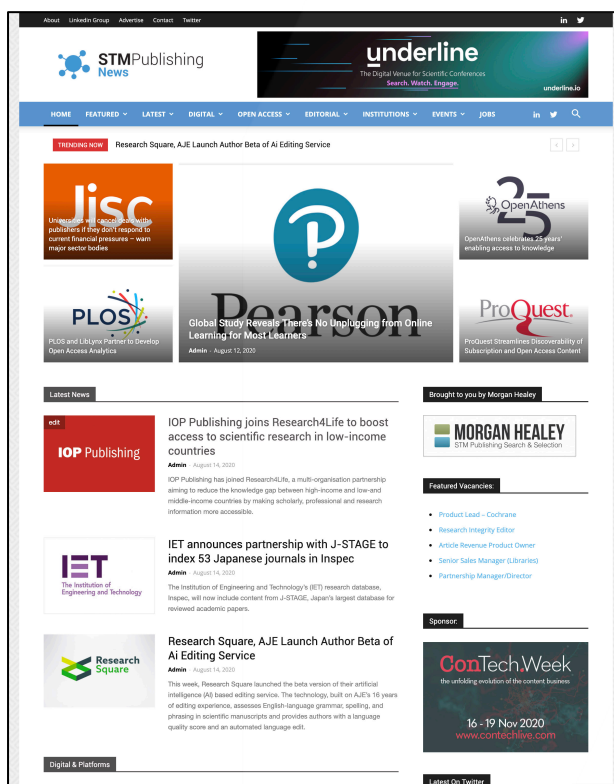 About Linkedin Group Advertise Contact Twitter
in
STMPublishing
News
underline
The Digital Venue for Scientific Conferences
Search. Watch. Engage.
underline.io
HOME FEATURED LATEST DIGITAL OPEN ACCESS EDITORIAL INSTITUTIONS EVENTS JOBS
in
TRENDING NOW Research Square, AJE Launch Author Beta of Ai Editing Service
Jisc
Universities will cancel deals withe
publishers if they don't respond to
current financial pressures – warn
major sector bodies
PLOS
PLOS and LibLynx Partner to Develop
Open Access Analytics
P
Pearson
Global Study Reveals There's No Unplugging from Online
Learning for Most Learners
Admin - August 12, 2020
25
OpenAthens
OpenAthens celebrates 25 years'
enabling access to knowledge
ProQuest.
ProQuest Streamlines Discoverability of
Subscription and Open Access Content
Latest News
edit
IOP Publishing
IOP Publishing joins Research4Life to boost
access to scientific research in low-income
countries
Admin - August 14, 2020
IOP Publishing has joined Research4Life, a multi-organisation partnership
aiming to reduce the knowledge gap between high-income and low-and
middle-income countries by making scholarly, professional and research
information more accessible.
IET
The Institution of
Engineering and Technology
IET announces partnership with J-STAGE to
index 53 Japanese journals in Inspec
Admin - August 14, 2020
The Institution of Engineering and Technology's (IET) research database,
Inspec, will now include content from J-STAGE, Japan's largest database for
reviewed academic papers.
Research
Square
Research Square, AJE Launch Author Beta of
Ai Editing Service
Admin - August 14, 2020
This week, Research Square launched the beta version of their artificial
intelligence (AI) based editing service. The technology, built on AJE's 16 years
of editing experience, assesses English-language grammar, spelling, and
phrasing in scientific manuscripts and provides authors with a language
quality score and an automated language edit.
Digital & Platforms
Brought to you by Morgan Healey
MORGAN HEALEY
STM Publishing Search & Selection
Featured Vacancies:
Product Lead – Cochrane
Research Integrity Editor
Article Revenue Product Owner
Senior Sales Manager (Libraries)
Partnership Manager/Director
Sponsor:
ConTech.Week
the unfolding evolution of the content business
16 - 19 Nov 2020
www.contechlive.com
Latest On Twitter